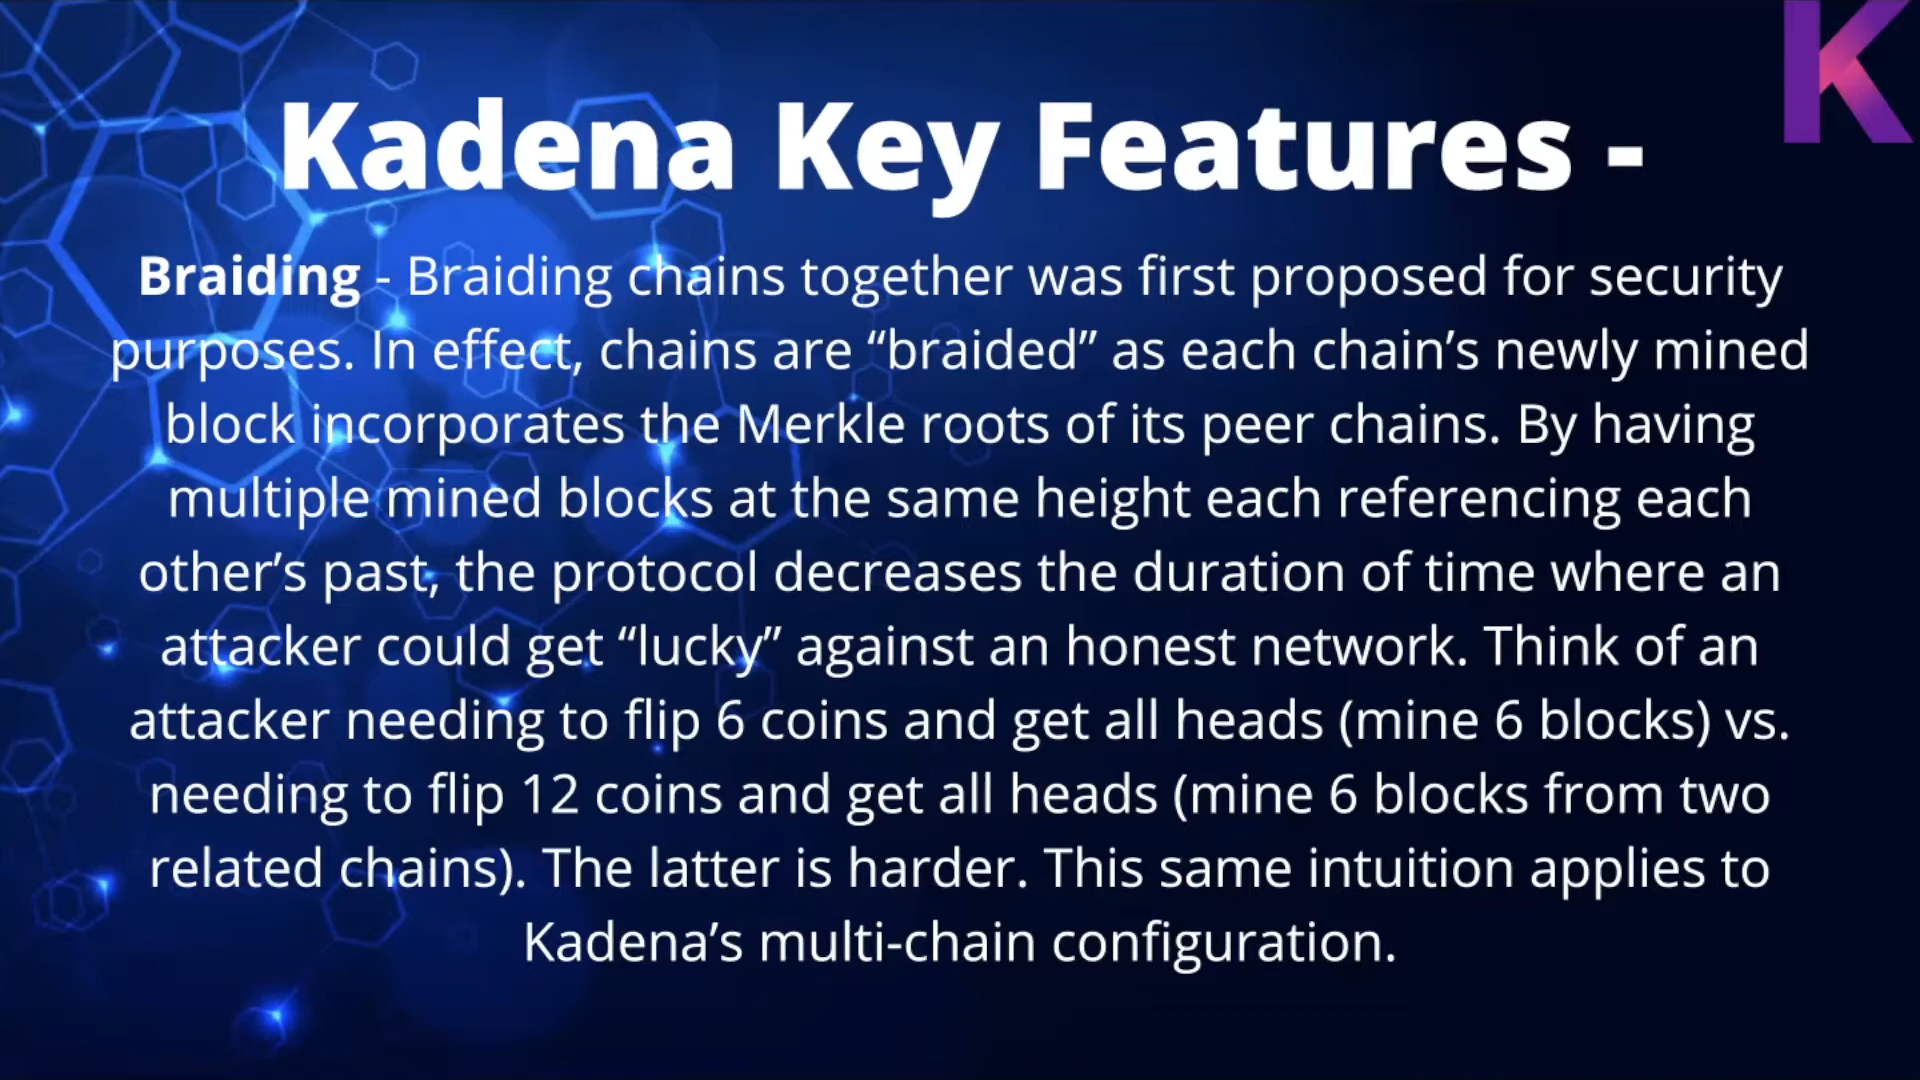 K
Kadena Key Features -
Braiding - Braiding chains together was first proposed for security
purposes. In effect, chains are “braided” as each chain’s newly mined
block incorporates the Merkle roots of its peer chains. By having
multiple mined blocks at the same height each referencing each
other’s past, the protocol decreases the duration of time where an
attacker could get “lucky” against an honest network. Think of an
attacker needing to flip 6 coins and get all heads (mine 6 blocks) vs.
needing to flip 12 coins and get all heads (mine 6 blocks from two
related chains). The latter is harder. This same intuition applies to
Kadena’s multi-chain configuration.